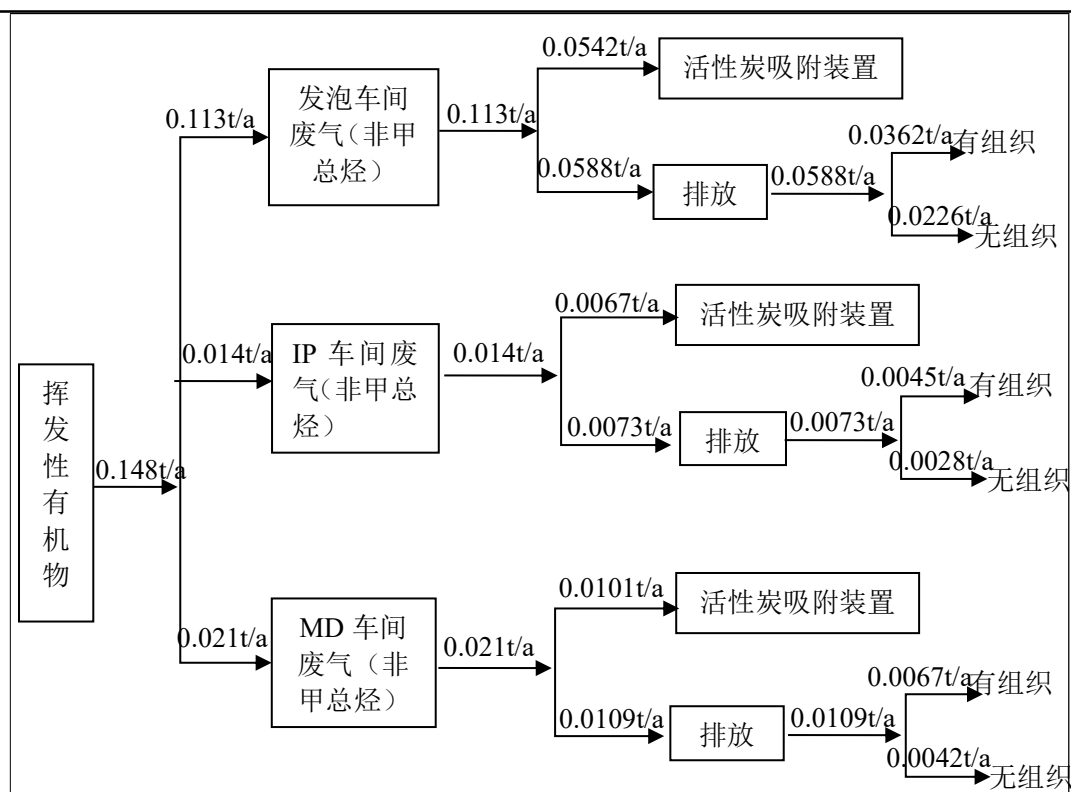 0.0542t/a
活性炭吸附装置
0.113t/a
发泡车间
废气（非甲
总烃）
0.113t/a
0.0588t/a
排放
0.0588t/a
0.0362t/a
有组织
0.0226t/a
无组织
挥
发
性
有
机
物
0.148t/a
0.014t/a
IP 车间废
气（非甲总
烃）
0.014t/a
0.0067t/a
活性炭吸附装置
0.0073t/a
排放
0.0073t/a
0.0045t/a
有组织
0.0028t/a
无组织
0.021t/a
MD 车间
废气（非
甲总烃）
0.021t/a
0.0101t/a
活性炭吸附装置
0.0109t/a
排放
0.0109t/a
0.0067t/a
有组织
0.0042t/a
无组织